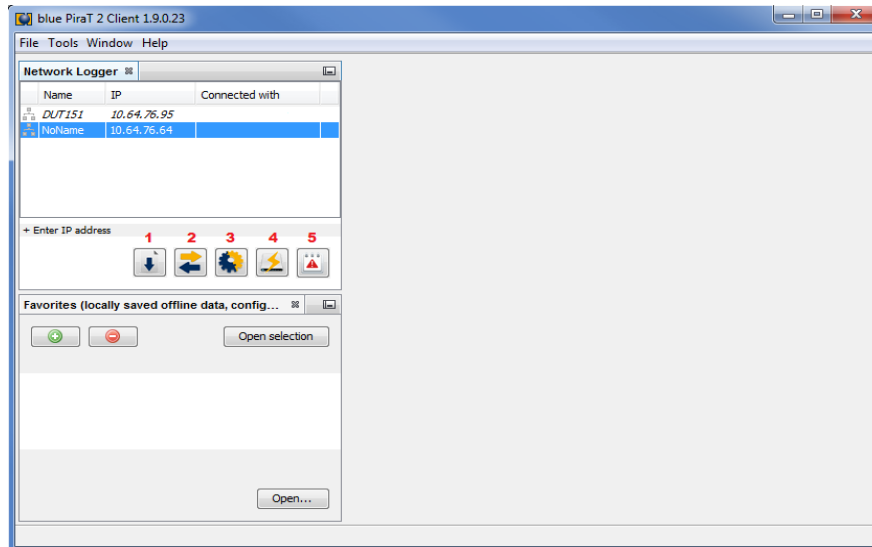 blue PiraT 2 Client 1.9.0.23
File Tools Window Help
Network Logger
Name IP Connected with
DUT151 10.64.76.95
NoName 10.64.76.64
+ Enter IP address
1 2 3 4 5
Favorites (locally saved offline data, config...
Open selection
Open...